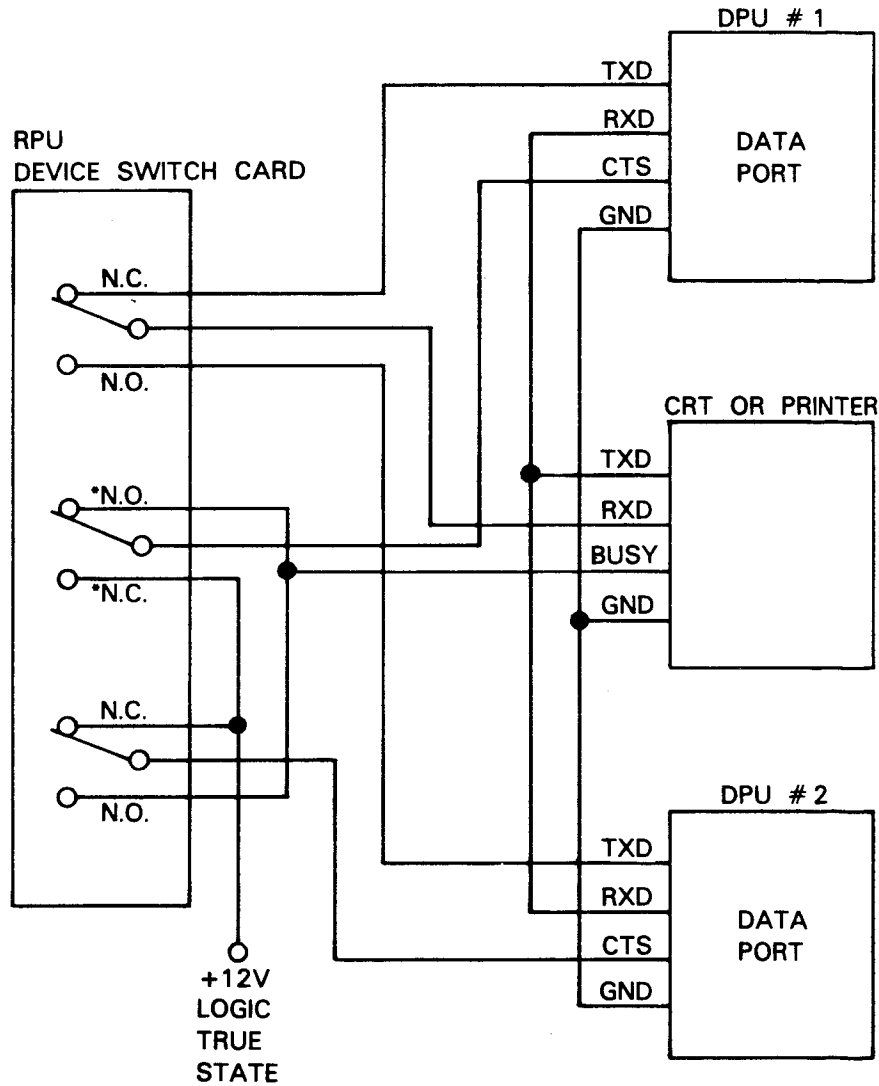 DPU # 1
TXD
RXD
CTS
GND
DATA
PORT
RPU
DEVICE SWITCH CARD
N.C.
N.O.
*N.O.
*N.C.
N.C.
N.O.
+12V
LOGIC
TRUE
STATE
CRT OR PRINTER
TXD
RXD
BUSY
GND
DPU # 2
TXD
RXD
CTS
GND
DATA
PORT